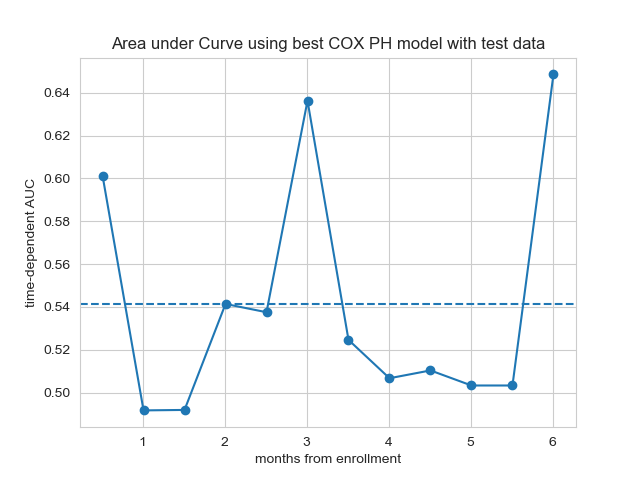 Area under Curve using best COX PH model with test data
time-dependent AUC
0.64
0.62
0.60
0.58
0.56
0.54
0.52
0.50
1 2 3 4 5 6
months from enrollment